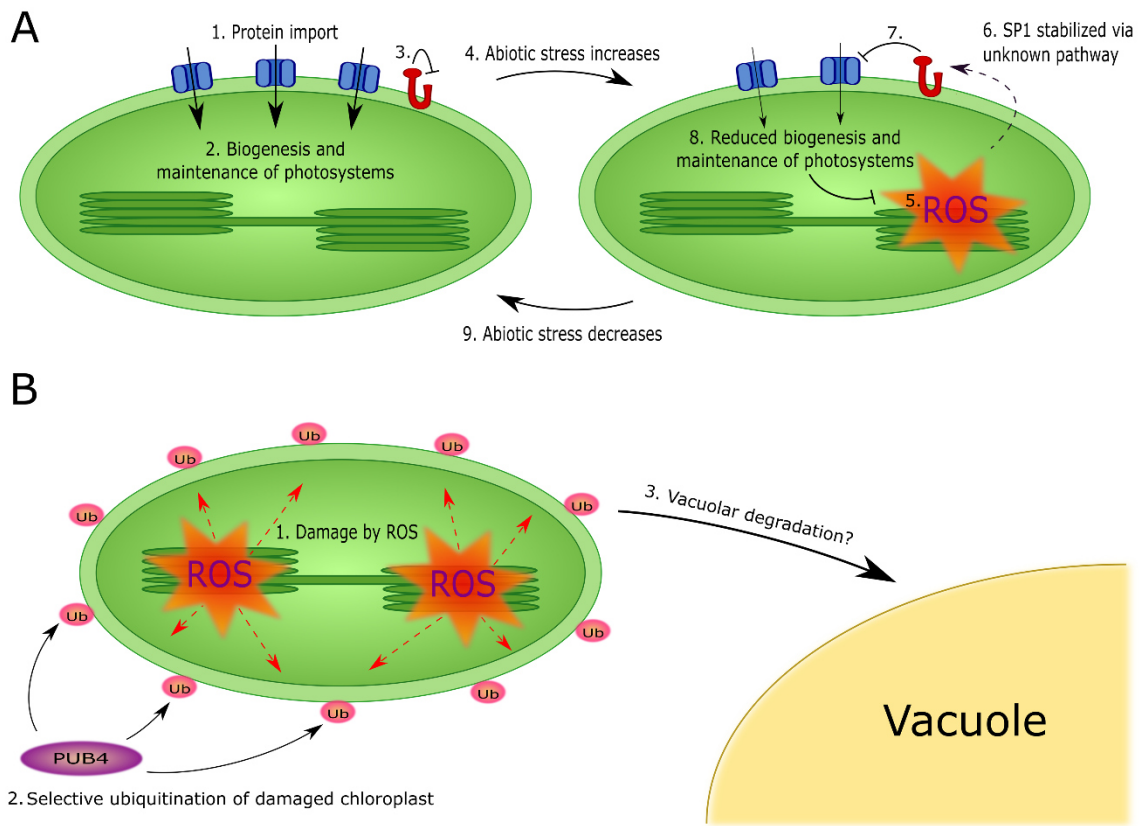 A
1. Protein import
3.
2. Biogenesis and
maintenance of photosystems
4. Abiotic stress increases
7.
6. SP1 stabilized via
unknown pathway
8. Reduced biogenesis and
maintenance of photosystems
5.
ROS
9. Abiotic stress decreases
B
Ub
Ub
Ub
Ub
Ub
1. Damage by ROS
ROS
ROS
3. Vacuolar degradation?
Ub
Ub
Ub
Ub
Ub
PUB4
2. Selective ubiquitination of damaged chloroplast
Vacuole